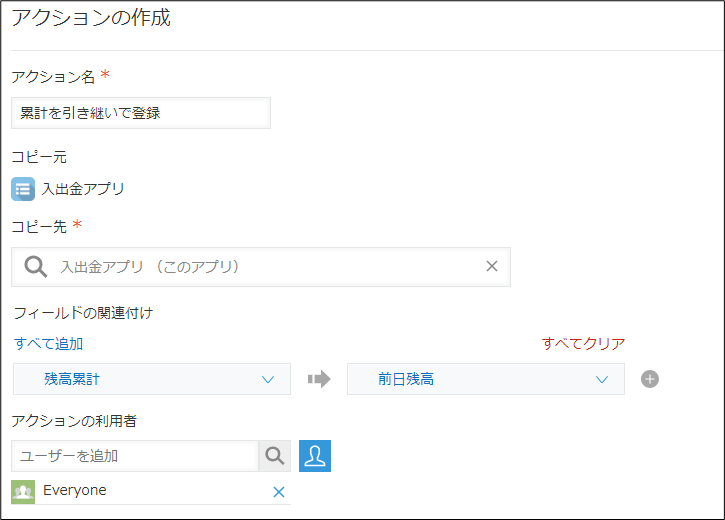 アクションの作成
アクション名 *
累計を引き継いで登録
コピー元
入出金アプリ
コピー先 *
入出金アプリ （このアプリ）
フィールドの関連付け
すべて追加 すべてクリア
残高累計 前日残高
アクションの利用者
ユーザーを追加
Everyone